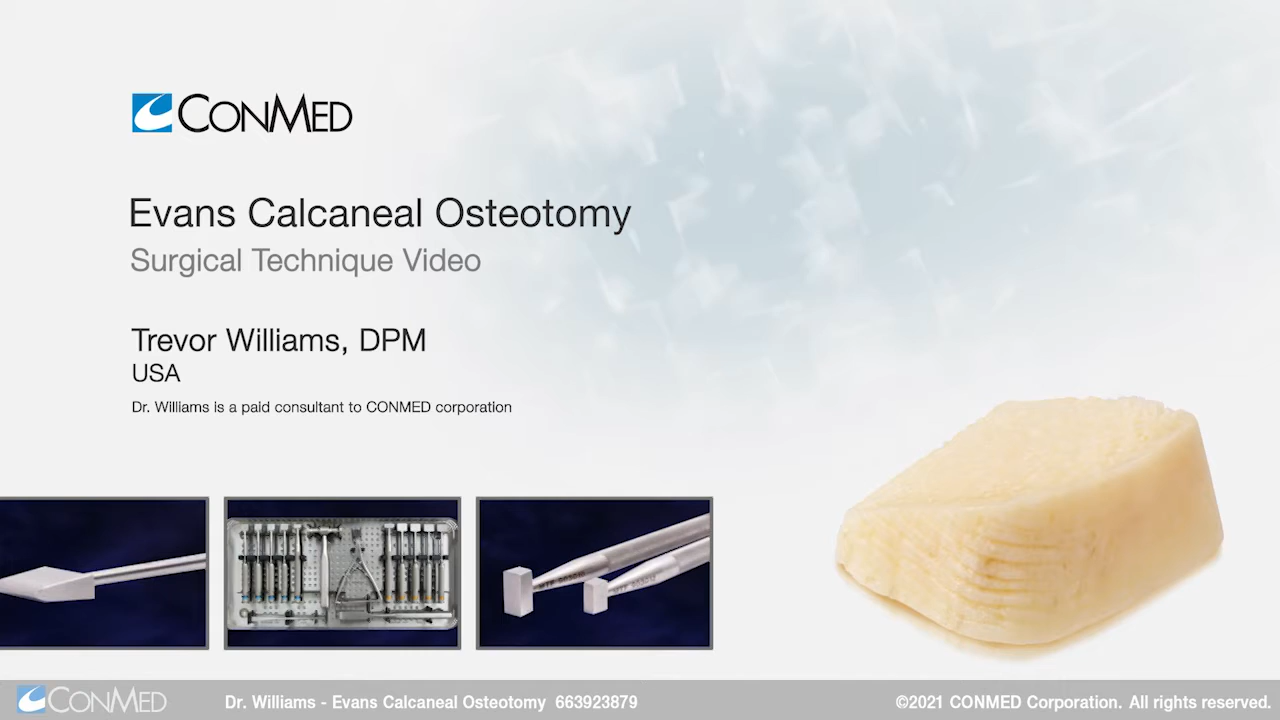 CONMED
Evans Calcaneal Osteotomy
Surgical Technique Video
Trevor Williams, DPM
USA
Dr. Williams is a paid consultant to CONMED corporation
CONMED
Dr. Williams - Evans Calcaneal Osteotomy 663923879
©2021 CONMED Corporation. All rights reserved.